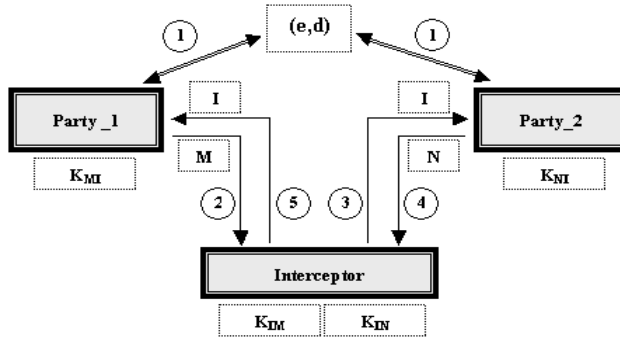 1 (e,d) 1
Party_1 I I Party_2
M N
K_MI K_NI
2 5 3 4
Interceptor
K_IM K_IN